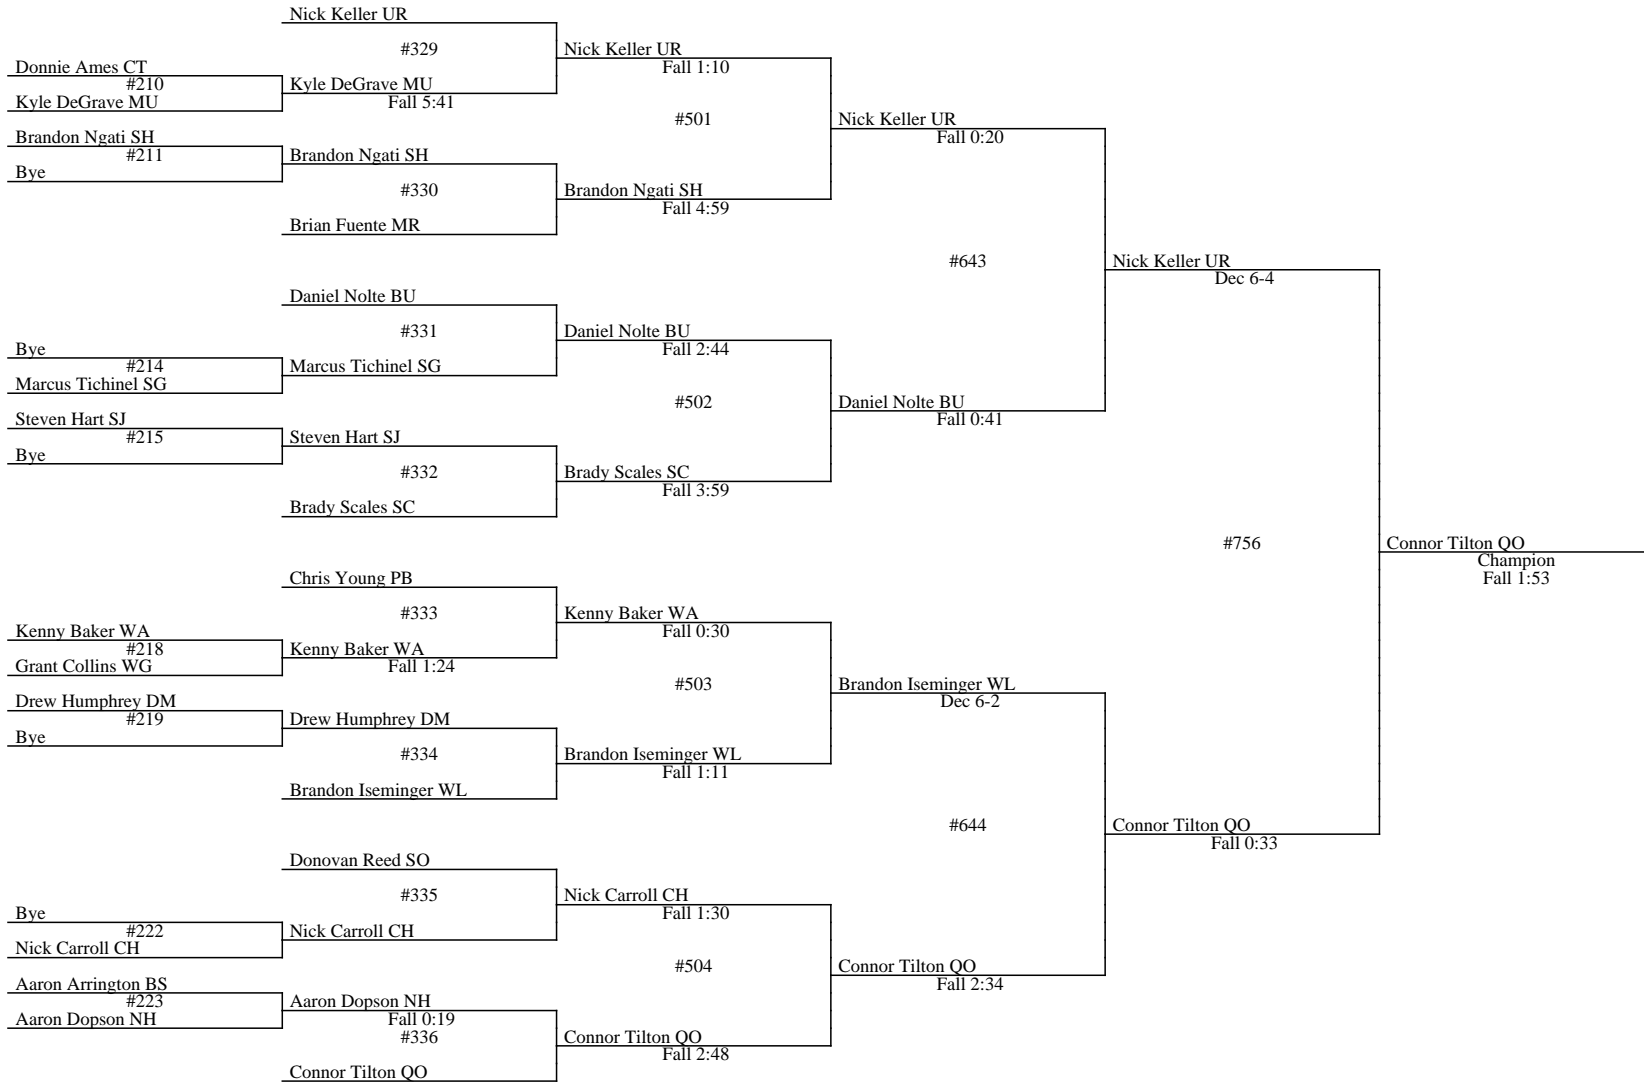 Nick Keller UR
#329
Nick Keller UR
Fall 1:10
Donnie Ames CT
#210
Kyle DeGrave MU
Kyle DeGrave MU
Fall 5:41
#501
Nick Keller UR
Fall 0:20
Brandon Ngati SH
#211
Bye
Brandon Ngati SH
#330
Brandon Ngati SH
Fall 4:59
Brian Fuente MR
#643
Nick Keller UR
Dec 6-4
Daniel Nolte BU
#331
Daniel Nolte BU
Fall 2:44
Bye
#214
Marcus Tichinel SG
Marcus Tichinel SG
#502
Daniel Nolte BU
Fall 0:41
Steven Hart SJ
#215
Bye
Steven Hart SJ
#332
Brady Scales SC
Fall 3:59
Brady Scales SC
#756
Connor Tilton QO
Champion
Fall 1:53
Chris Young PB
#333
Kenny Baker WA
Fall 0:30
Kenny Baker WA
#218
Grant Collins WG
Kenny Baker WA
Fall 1:24
#503
Brandon Iseminger WL
Dec 6-2
Drew Humphrey DM
#219
Bye
Drew Humphrey DM
#334
Brandon Iseminger WL
Fall 1:11
Brandon Iseminger WL
#644
Connor Tilton QO
Fall 0:33
Donovan Reed SO
#335
Nick Carroll CH
Fall 1:30
Bye
#222
Nick Carroll CH
Nick Carroll CH
#504
Connor Tilton QO
Fall 2:34
Aaron Arrington BS
#223
Aaron Dopson NH
Aaron Dopson NH
Fall 0:19
#336
Connor Tilton QO
Fall 2:48
Connor Tilton QO